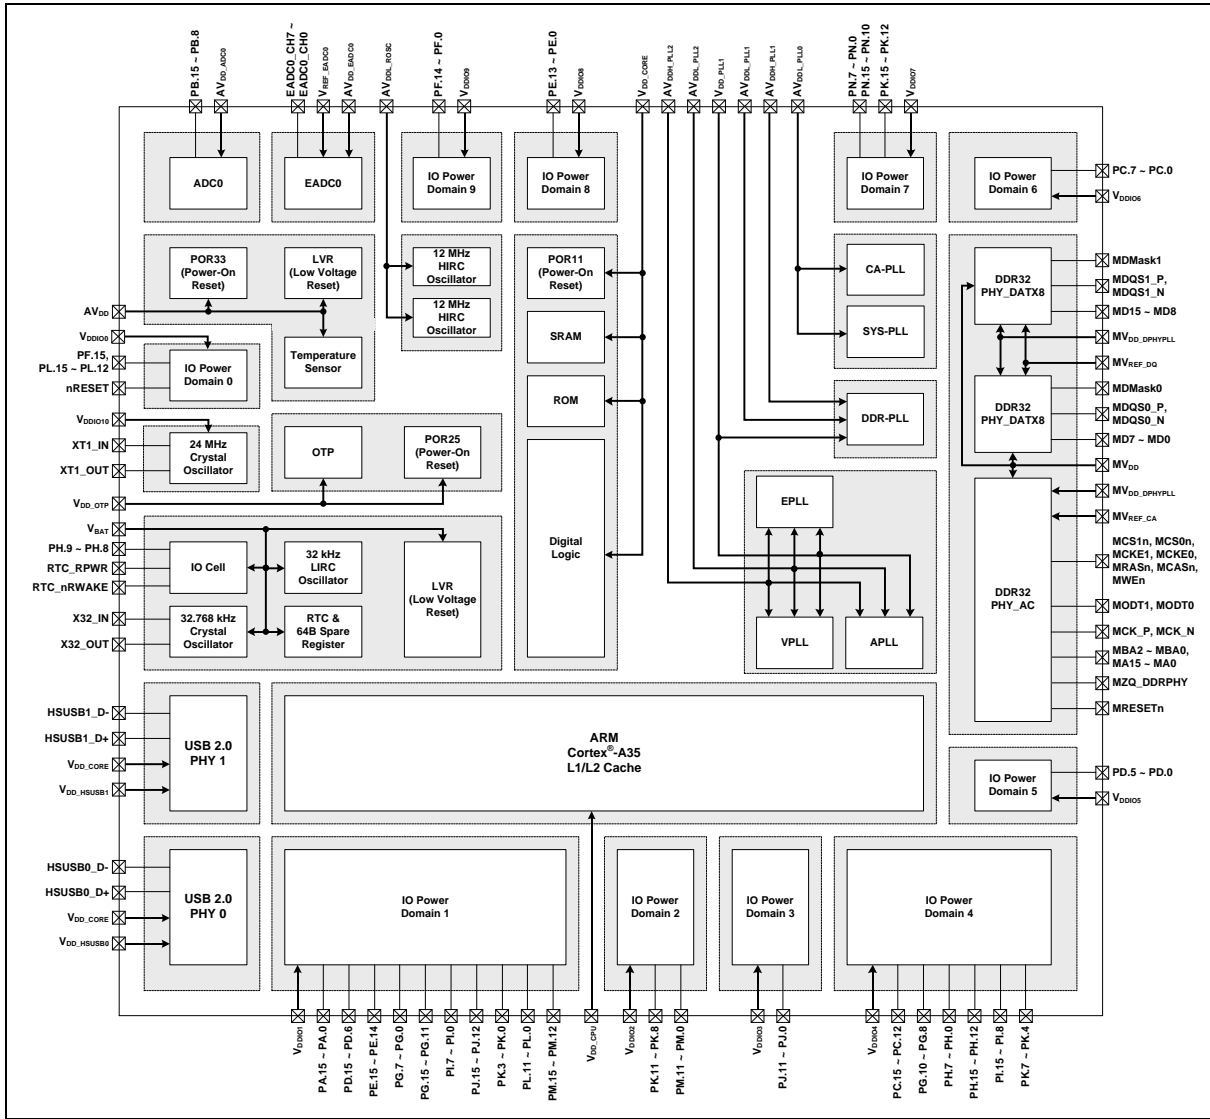 PB.15 ~ PB.8
AVDD_ADC0
EADC0_CH7 ~
EADC0_CH0
VREF_EADC0
AVDD_EADC0
AVDDL_ROSC
PF.14 ~ PF.0
VDDIO9
PE.13 ~ PE.0
VDDIO8
VDD_CORE
AVDDH_PLL2
AVDDL_PLL2
VDD_PLL1
AVDDL_PLL1
AVDDH_PLL1
AVDDL_PLL0
PN.7 ~ PN.0
PN.15 ~ PN.10
PK.15 ~ PK.12
VDDIO7
ADC0
EADC0
IO Power
Domain 9
IO Power
Domain 8
IO Power
Domain 7
IO Power
Domain 6
PC.7 ~ PC.0
VDDIO6
POR33
(Power-On
Reset)
LVR
(Low Voltage
Reset)
12 MHz
HIRC
Oscillator
12 MHz
HIRC
Oscillator
POR11
(Power-On
Reset)
CA-PLL
SYS-PLL
DDR32
PHY_DATX8
MDMask1
MDQS1_P,
MDQS1_N
MD15 ~ MD8
MVDD_DPHYPLL
MVREF_DQ
AVDD
VDDIO0
PF.15,
PL.15 ~ PL.12
nRESET
IO Power
Domain 0
Temperature
Sensor
SRAM
ROM
DDR-PLL
DDR32
PHY_DATX8
MDMask0
MDQS0_P,
MDQS0_N
MD7 ~ MD0
MVDD
VDDIO10
XT1_IN
XT1_OUT
24 MHz
Crystal
Oscillator
OTP
POR25
(Power-On
Reset)
VDD_OTP
EPLL
VPLL
APLL
MVDD_DPHYPLL
MVREF_CA
MCS1n, MCS0n,
MCKE1, MCKE0,
MRASn, MCASn,
MWEn
DDR32
PHY_AC
MODT1, MODT0
MCK_P, MCK_N
MBA2 ~ MBA0,
MA15 ~ MA0
MZQ_DDRPHY
MRESETn
VBAT
PH.9 ~ PH.8
RTC_RPWR
RTC_nRWAKE
X32_IN
X32_OUT
IO Cell
32 kHz
LIRC
Oscillator
32.768 kHz
Crystal
Oscillator
RTC &
64B Spare
Register
LVR
(Low Voltage
Reset)
Digital
Logic
HSUSB1_D-
HSUSB1_D+
VDD_CORE
VDD_HSUSB1
USB 2.0
PHY 1
ARM
Cortex®-A35
L1/L2 Cache
IO Power
Domain 5
PD.5 ~ PD.0
VDDIO5
HSUSB0_D-
HSUSB0_D+
VDD_CORE
VDD_HSUSB0
USB 2.0
PHY 0
IO Power
Domain 1
IO Power
Domain 2
IO Power
Domain 3
IO Power
Domain 4
VDDIO1
PA.15 ~ PA.0
PD.15 ~ PD.6
PE.15 ~ PE.14
PG.7 ~ PG.0
PG.15 ~ PG.11
PI.7 ~ PI.0
PJ.15 ~ PJ.12
PK.3 ~ PK.0
PL.11 ~ PL.0
PM.15 ~ PM.12
VDD_CPU
VDDIO2
PK.11 ~ PK.8
PM.11 ~ PM.0
VDDIO3
PJ.11 ~ PJ.0
VDDIO4
PC.15 ~ PC.12
PG.10 ~ PG.8
PH.7 ~ PH.0
PH.15 ~ PH.12
PI.15 ~ PI.8
PK.7 ~ PK.4